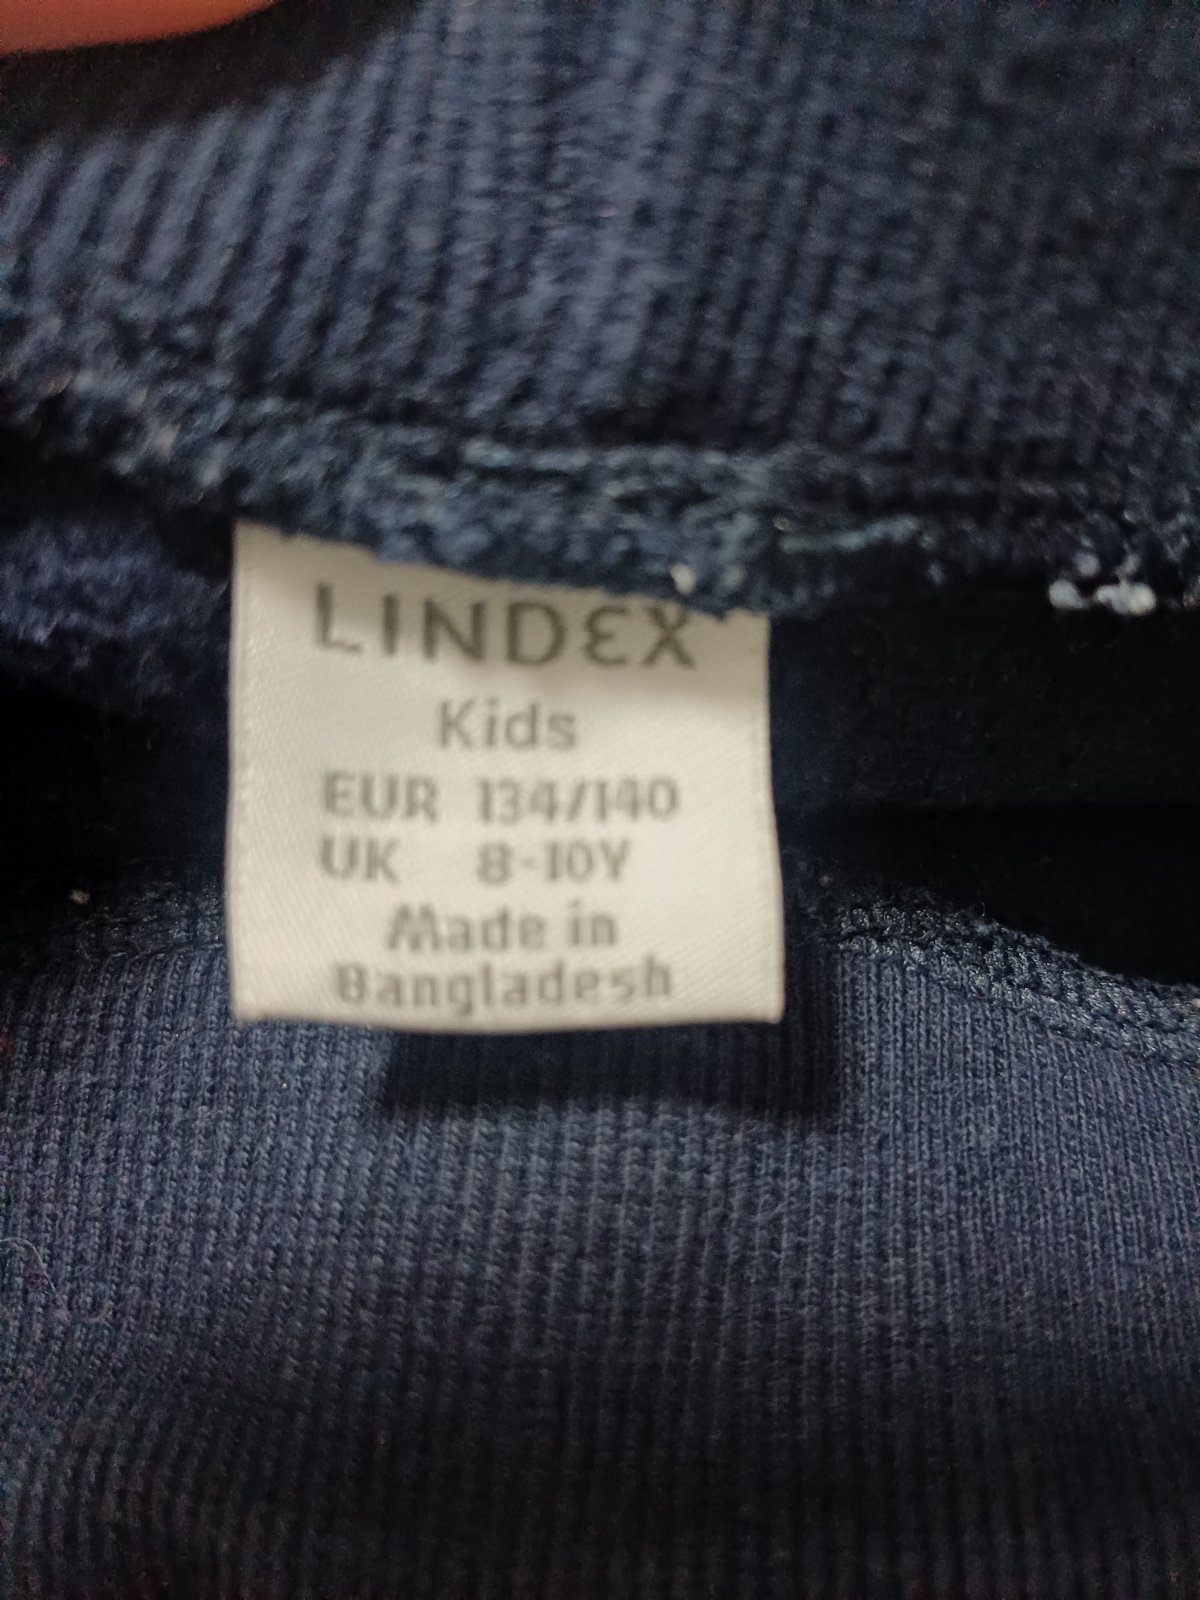 LINDEX
Kids
EUR 134/140
UK 8-10Y
Made in
Bangladesh